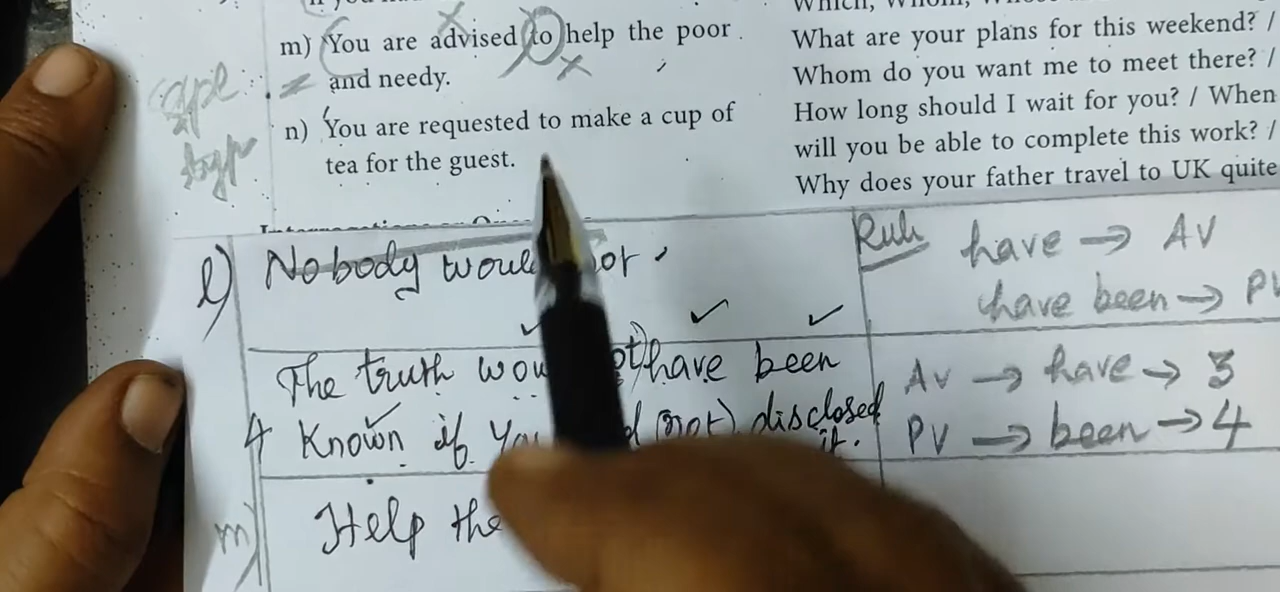 m) You are advised to help the poor
and needy.
n) You are requested to make a cup of
tea for the guest.
What are your plans for this weekend? /
Whom do you want me to meet there? /
How long should I wait for you? / When
will you be able to complete this work? /
Why does your father travel to UK quite
l) Nobody
The truth have been
4 Known if (not) disclosed
it.
m) Help the
Rule have → AV
have been →
AV → have → 3
PV → been → 4